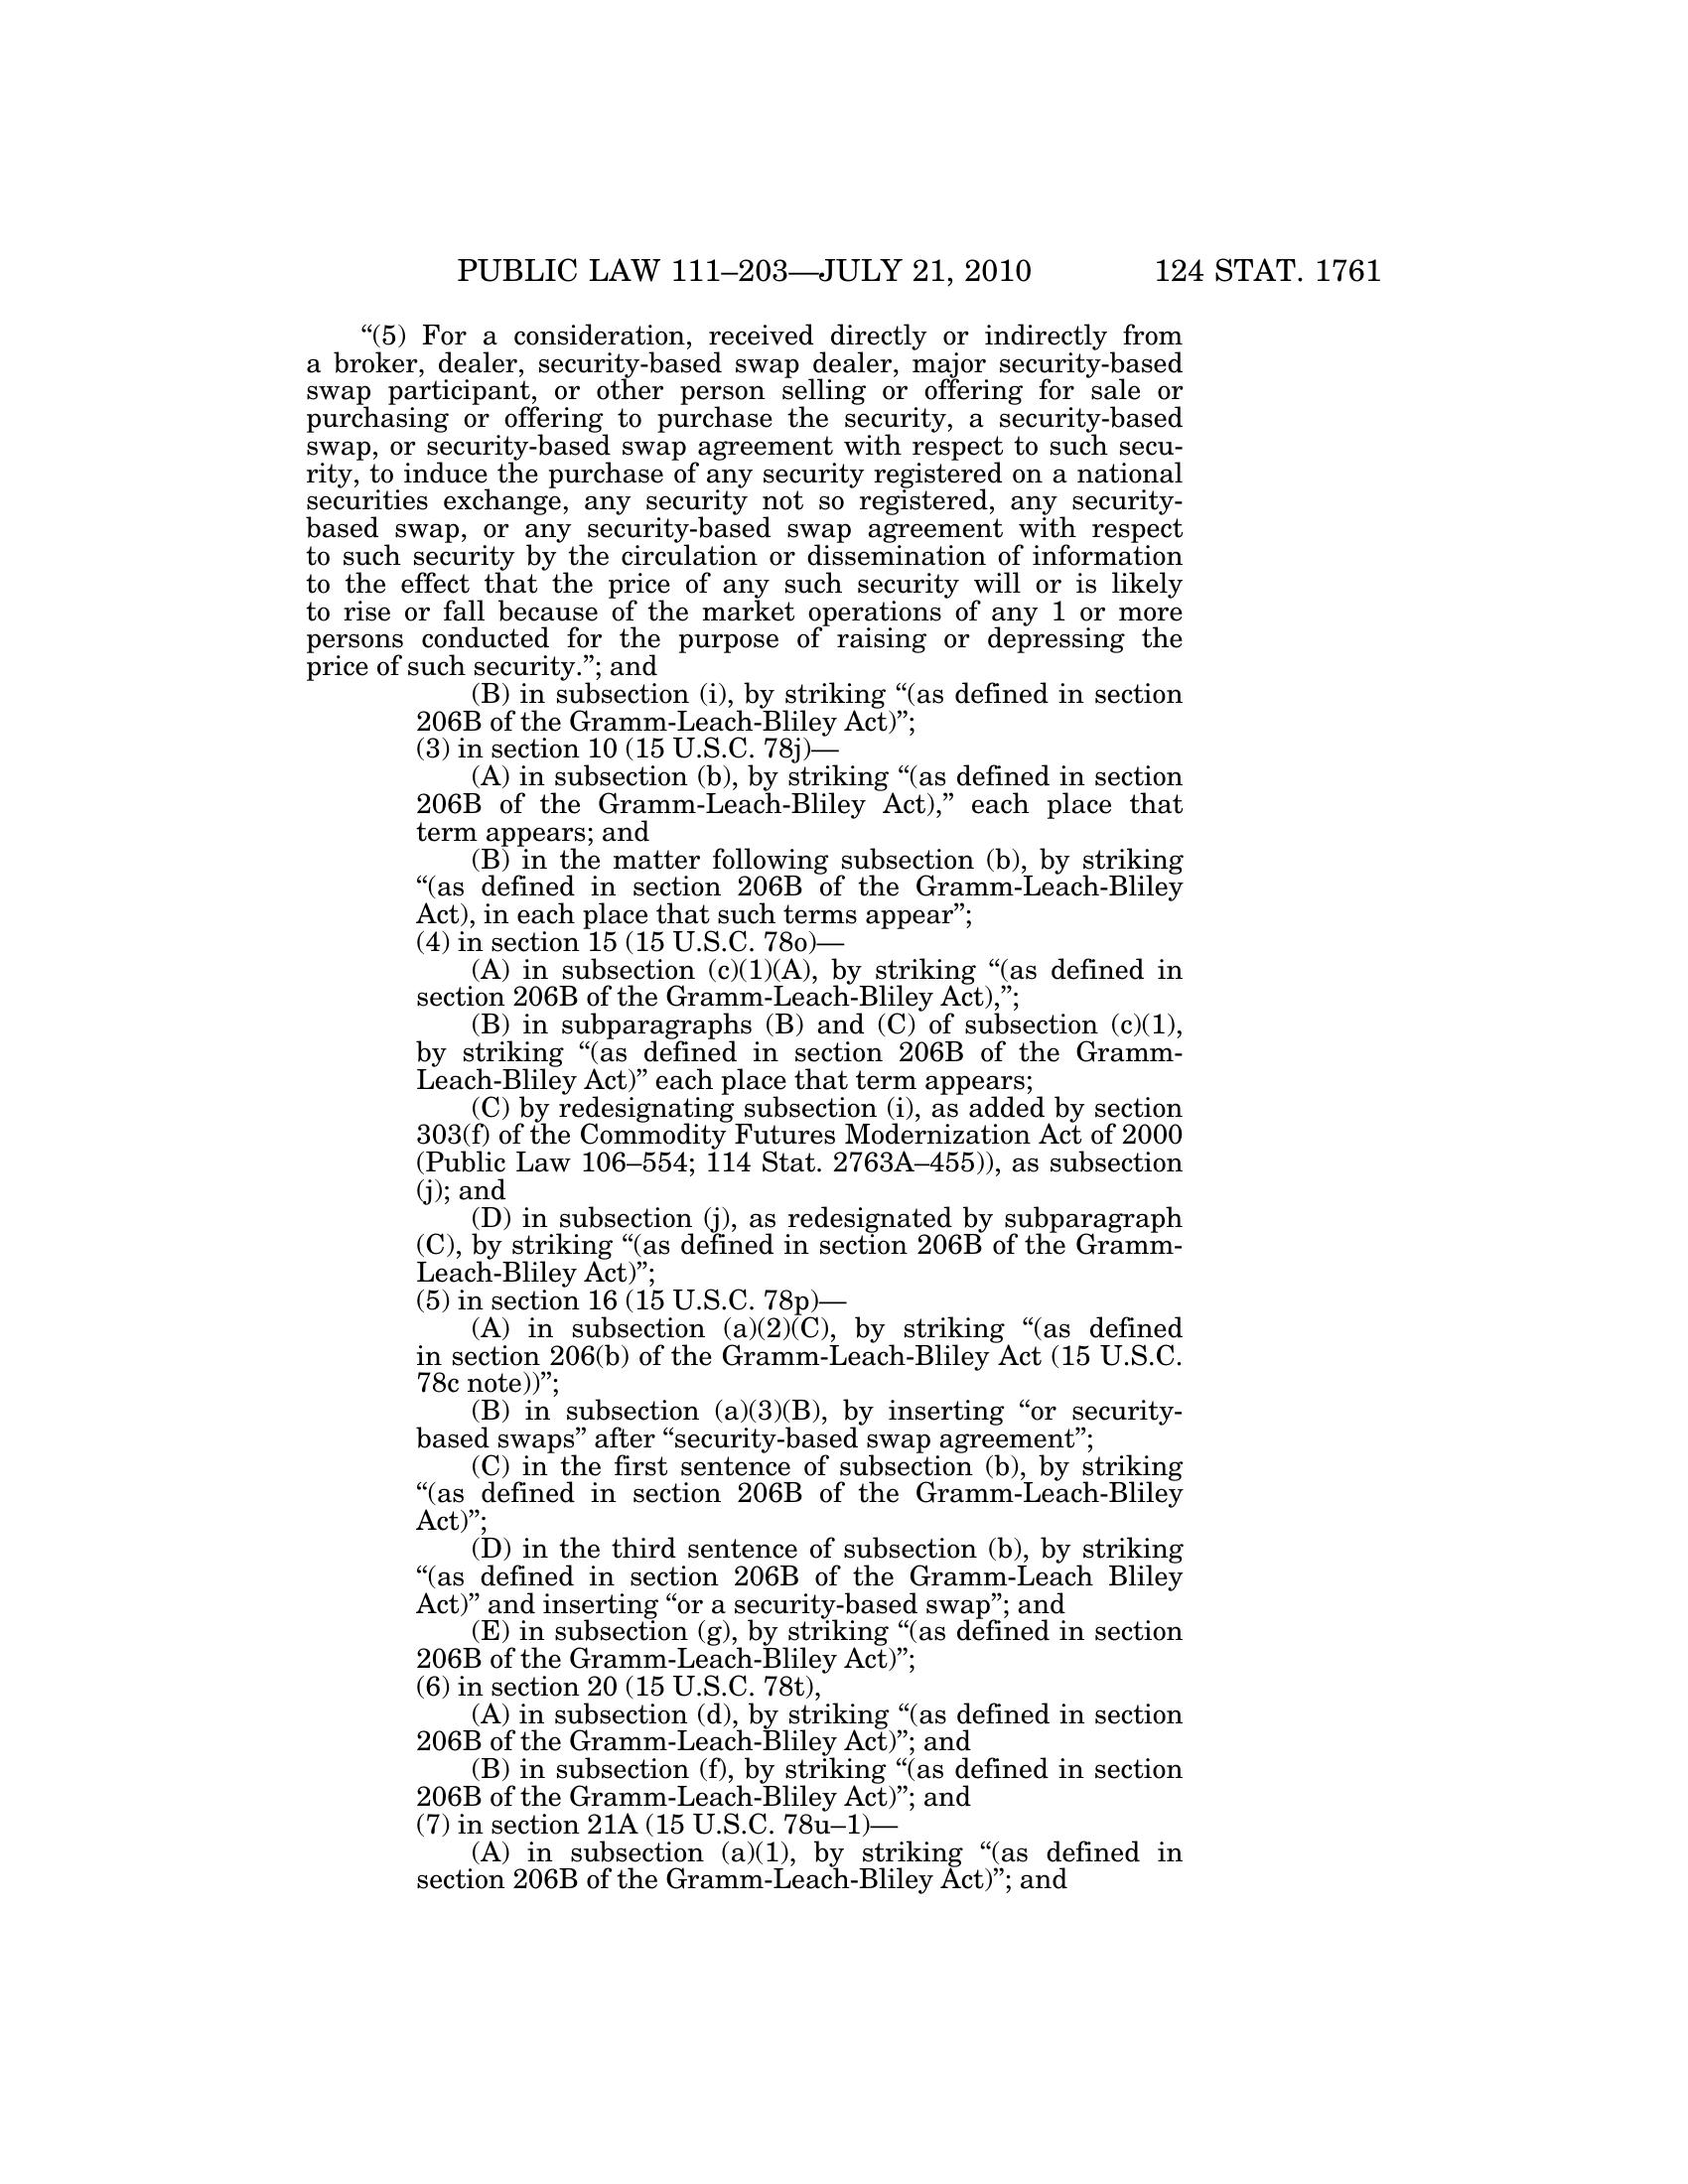 PUBLIC LAW 111–203—JULY 21, 2010 124 STAT. 1761
“(5) For a consideration, received directly or indirectly from
a broker, dealer, security-based swap dealer, major security-based
swap participant, or other person selling or offering for sale or
purchasing or offering to purchase the security, a security-based
swap, or security-based swap agreement with respect to such secu-
rity, to induce the purchase of any security registered on a national
securities exchange, any security not so registered, any security-
based swap, or any security-based swap agreement with respect
to such security by the circulation or dissemination of information
to the effect that the price of any such security will or is likely
to rise or fall because of the market operations of any 1 or more
persons conducted for the purpose of raising or depressing the
price of such security.”; and
(B) in subsection (i), by striking “(as defined in section
206B of the Gramm-Leach-Bliley Act)”;
(3) in section 10 (15 U.S.C. 78j)—
(A) in subsection (b), by striking “(as defined in section
206B of the Gramm-Leach-Bliley Act),” each place that
term appears; and
(B) in the matter following subsection (b), by striking
“(as defined in section 206B of the Gramm-Leach-Bliley
Act), in each place that such terms appear”;
(4) in section 15 (15 U.S.C. 78o)—
(A) in subsection (c)(1)(A), by striking “(as defined in
section 206B of the Gramm-Leach-Bliley Act),”;
(B) in subparagraphs (B) and (C) of subsection (c)(1),
by striking “(as defined in section 206B of the Gramm-
Leach-Bliley Act)” each place that term appears;
(C) by redesignating subsection (i), as added by section
303(f) of the Commodity Futures Modernization Act of 2000
(Public Law 106–554; 114 Stat. 2763A–455)), as subsection
(j); and
(D) in subsection (j), as redesignated by subparagraph
(C), by striking “(as defined in section 206B of the Gramm-
Leach-Bliley Act)”;
(5) in section 16 (15 U.S.C. 78p)—
(A) in subsection (a)(2)(C), by striking “(as defined
in section 206(b) of the Gramm-Leach-Bliley Act (15 U.S.C.
78c note))”;
(B) in subsection (a)(3)(B), by inserting “or security-
based swaps” after “security-based swap agreement”;
(C) in the first sentence of subsection (b), by striking
“(as defined in section 206B of the Gramm-Leach-Bliley
Act)”;
(D) in the third sentence of subsection (b), by striking
“(as defined in section 206B of the Gramm-Leach Bliley
Act)” and inserting “or a security-based swap”; and
(E) in subsection (g), by striking “(as defined in section
206B of the Gramm-Leach-Bliley Act)”;
(6) in section 20 (15 U.S.C. 78t),
(A) in subsection (d), by striking “(as defined in section
206B of the Gramm-Leach-Bliley Act)”; and
(B) in subsection (f), by striking “(as defined in section
206B of the Gramm-Leach-Bliley Act)”; and
(7) in section 21A (15 U.S.C. 78u–1)—
(A) in subsection (a)(1), by striking “(as defined in
section 206B of the Gramm-Leach-Bliley Act)”; and